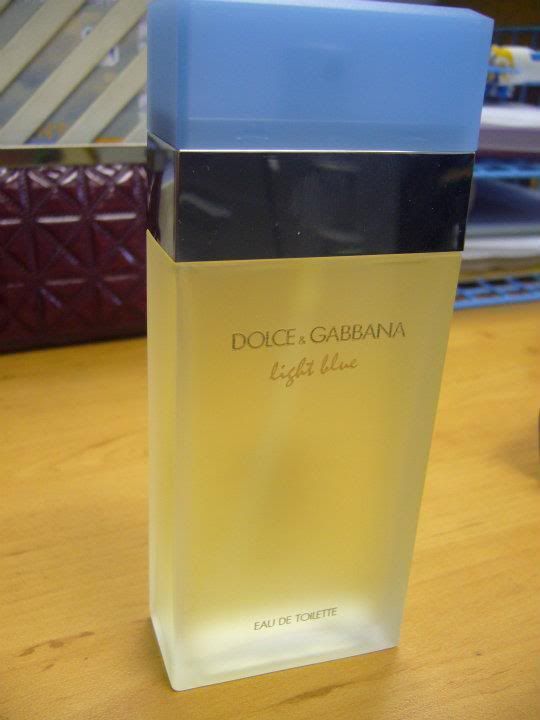 DOLCE & GABBANA
light blue
EAU DE TOILETTE